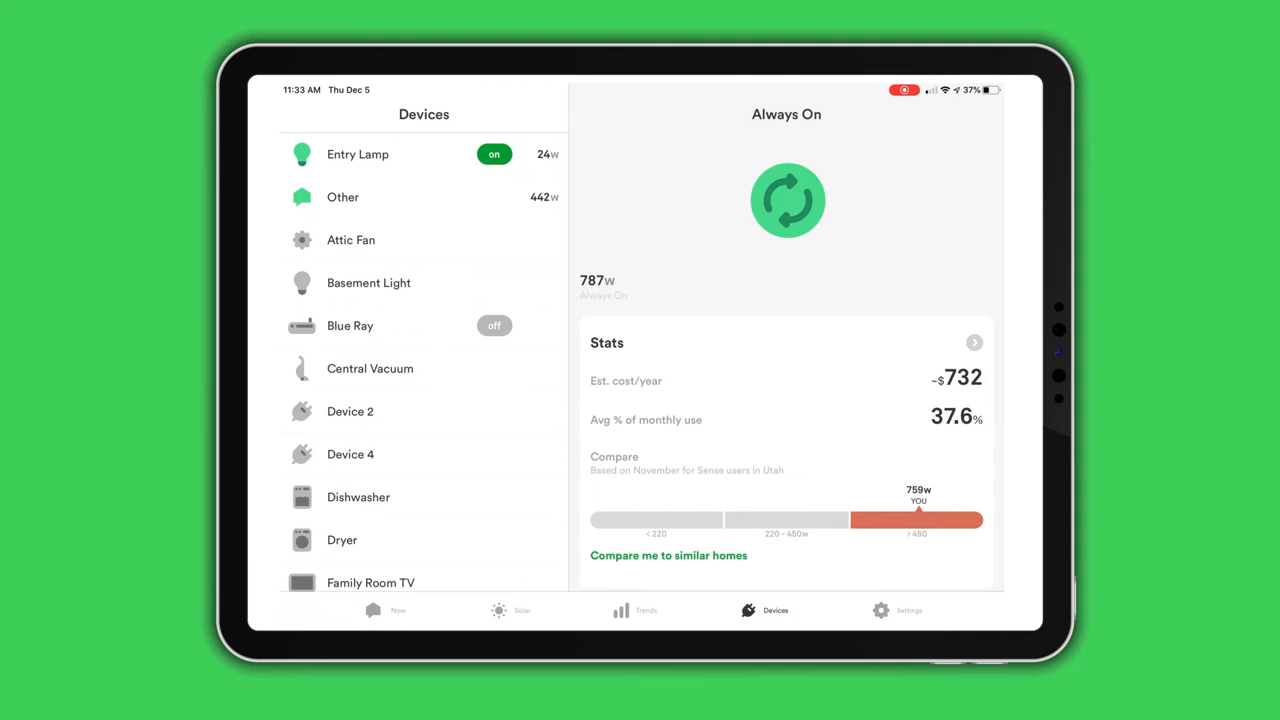 11:33 AM Thu Dec 5
37%
Devices
Entry Lamp on 24w
Other 442w
Attic Fan
Basement Light
Blue Ray off
Central Vacuum
Device 2
Device 4
Dishwasher
Dryer
Family Room TV
Always On
787w
Always On
Stats
Est. cost/year ~$732
Avg % of monthly use 37.6%
Compare
Based on November for Sense users in Utah
759w
YOU
< 220 220 - 450w > 450
Compare me to similar homes
Now Solar Trends Devices Settings